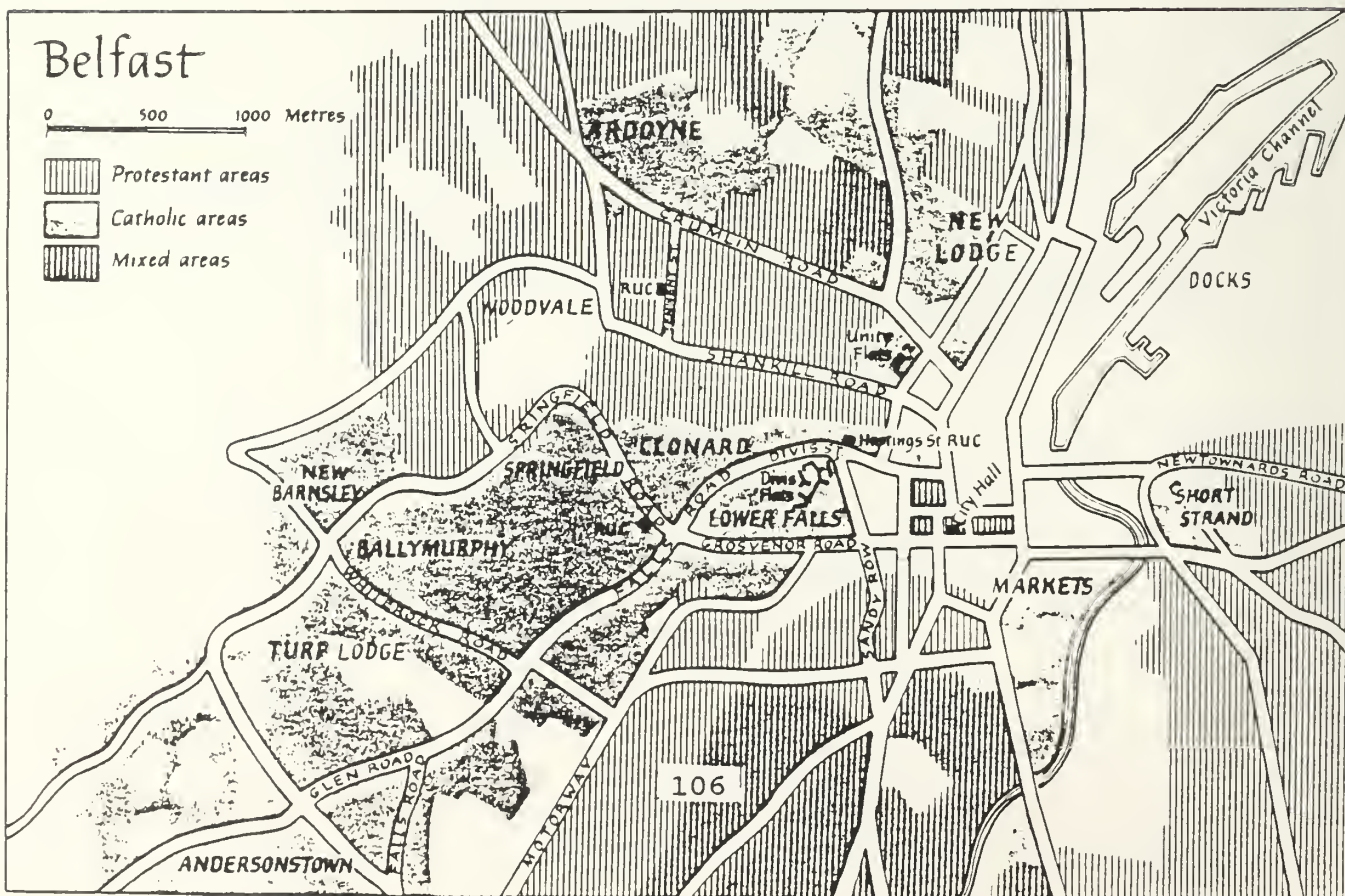 Belfast
0 500 1000 Metres
Protestant areas
Catholic areas
Mixed areas
ARDOYNE
Victoria Channel
CRUMLIN ROAD
NEW
LODGE
DOCKS
RUC
TENNENT ST.
WOODVALE
Unity
Flats
SHANKILL ROAD
SPRINGFIELD ROAD
CLONARD
Hastings St RUC
DIVIS ST.
NEW
BARNSLEY
SPRINGFIELD
Divis
Flats
City Hall
NEWTOWNARDS ROAD
SHORT
STRAND
LOWER FALLS
RUC
BALLYMURPHY
GROSVENOR ROAD
FALLS ROAD
WHITEROCK ROAD
SANDY ROW
MARKETS
TURF LODGE
GLEN ROAD
FALLS ROAD
MOTORWAY
106
ANDERSONSTOWN